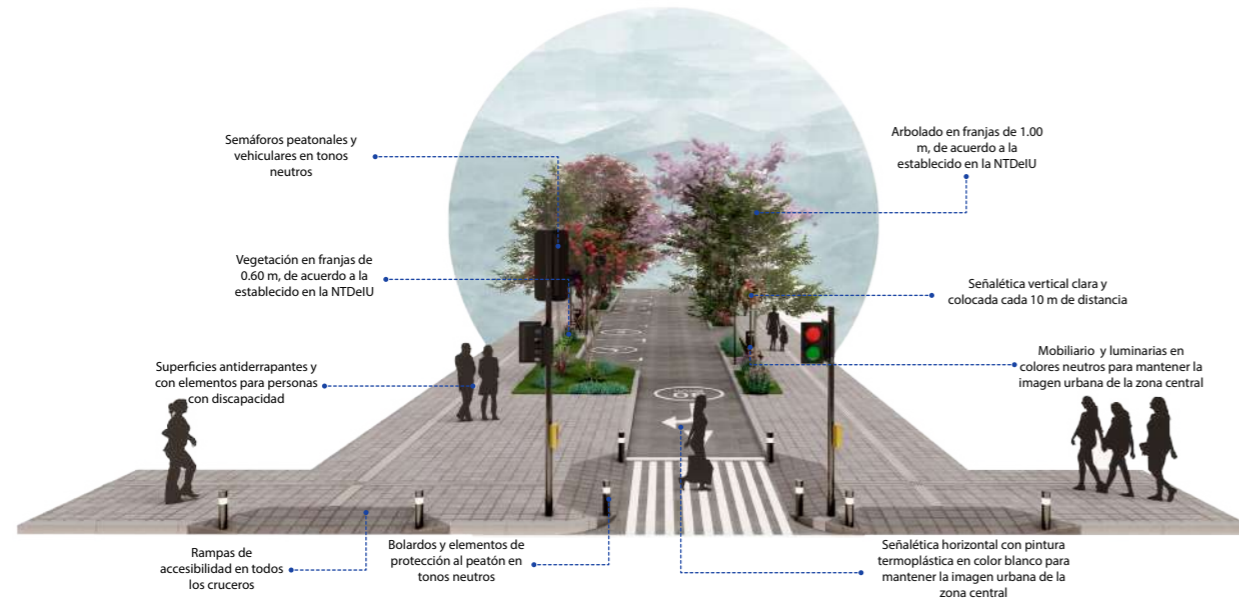 Semáforos peatonales y
vehiculares en tonos
neutros
Arbolado en franjas de 1.00
m, de acuerdo a la
establecido en la NTDeIU
Vegetación en franjas de
0.60 m, de acuerdo a la
establecido en la NTDeIU
Señalética vertical clara y
colocada cada 10 m de distancia
Superficies antiderrapantes y
con elementos para personas
con discapacidad
Mobiliario y luminarias en
colores neutros para mantener la
imagen urbana de la zona central
Rampas de
accesibilidad en todos
los cruceros
Bolardos y elementos de
protección al peatón en
tonos neutros
Señalética horizontal con pintura
termoplástica en color blanco para
mantener la imagen urbana de la
zona central